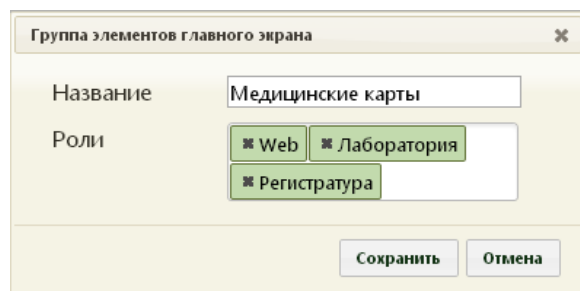 Группа элементов главного экрана
Название Медицинские карты
Роли Web Лаборатория
Регистратура
Сохранить Отмена